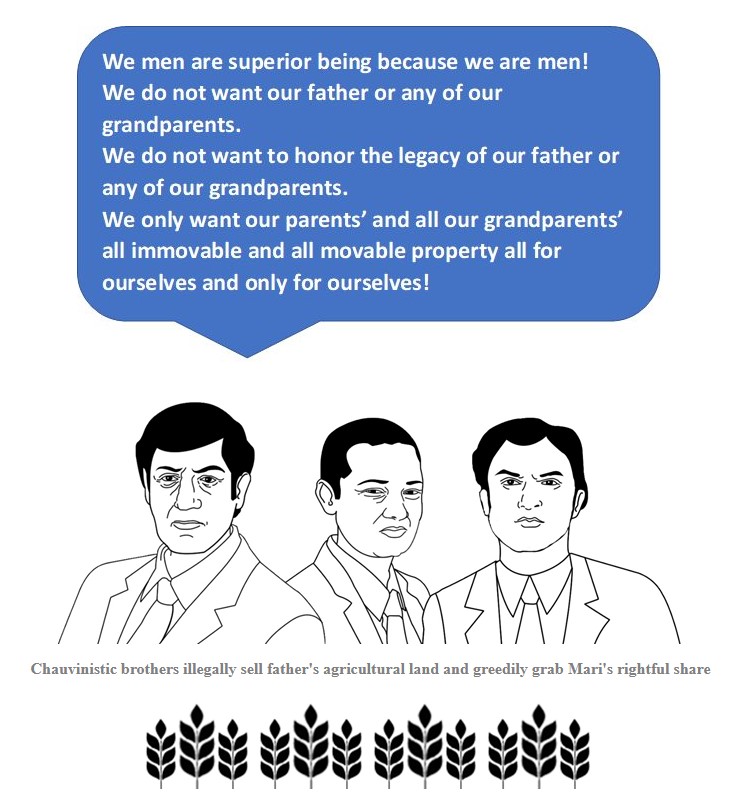 We men are superior being because we are men!
We do not want our father or any of our
grandparents.
We do not want to honor the legacy of our father or
any of our grandparents.
We only want our parents’ and all our grandparents’
all immovable and all movable property all for
ourselves and only for ourselves!
Chauvinistic brothers illegally sell father's agricultural land and greedily grab Mari's rightful share